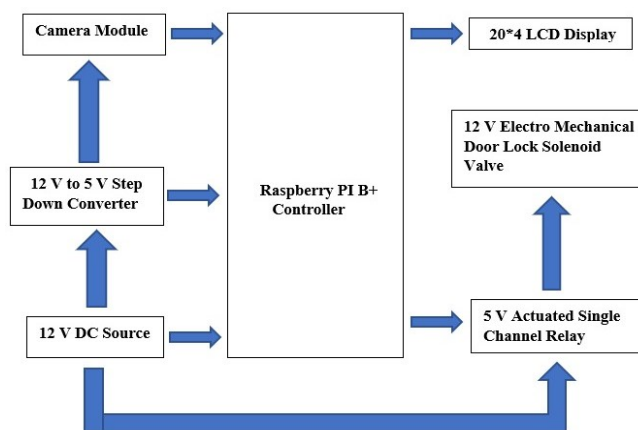 Camera Module
20*4 LCD Display
12 V Electro Mechanical
Door Lock Solenoid
Valve
12 V to 5 V Step
Down Converter
Raspberry PI B+
Controller
12 V DC Source
5 V Actuated Single
Channel Relay